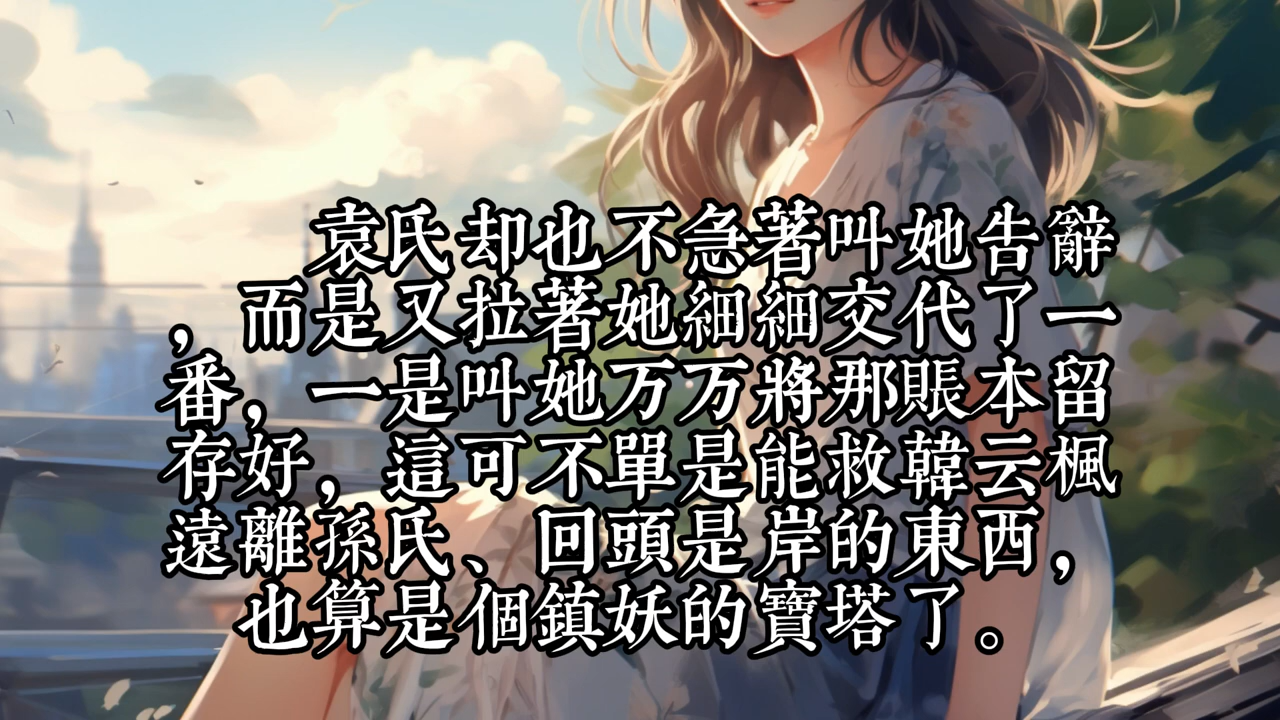 袁氏却也不急著叫她告辭
，而是又拉著她細細交代了一
番，一是叫她万万將那賬本留
存好，這可不單是能救韓云楓
遠離孫氏、回頭是岸的東西，
也算是個鎮妖的寶塔了。